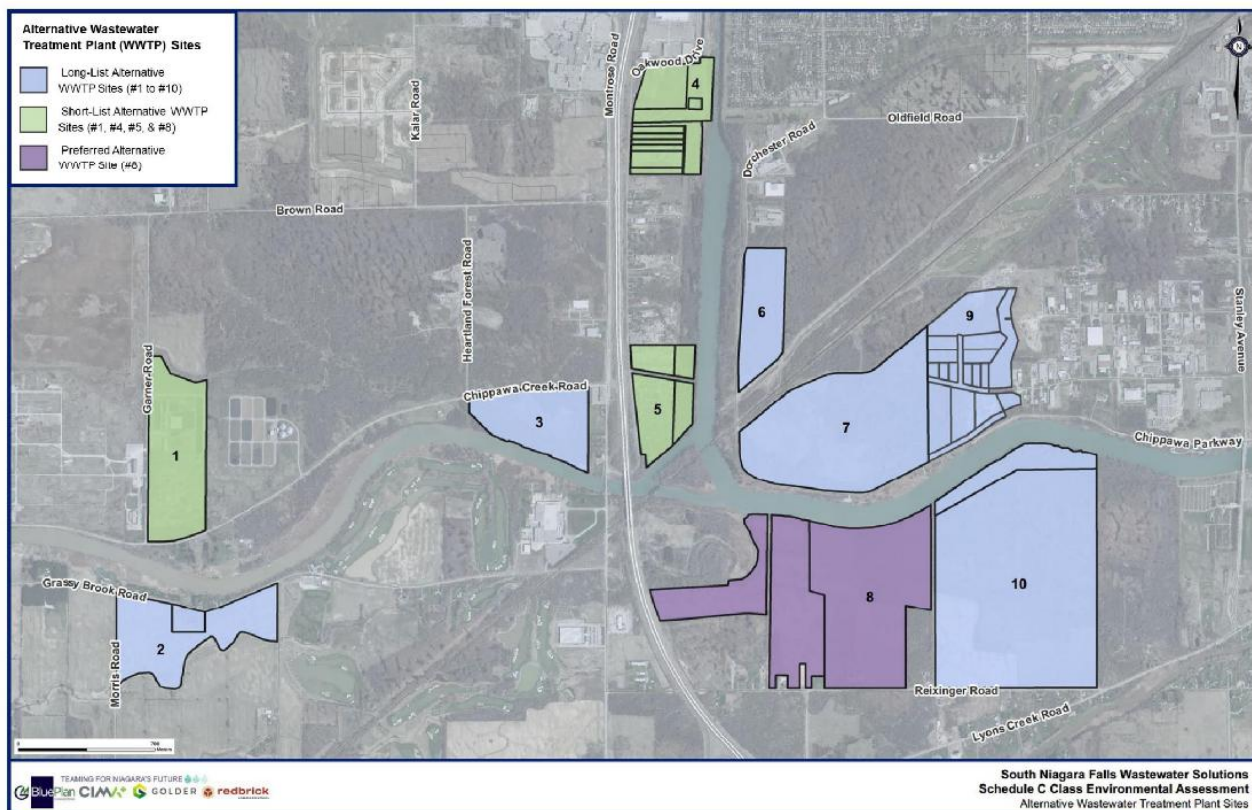 Alternative Wastewater
Treatment Plant (WWTP) Sites
Long-List Alternative
WWTP Sites (#1 to #10)
Short-List Alternative WWTP
Sites (#1, #4, #5, & #8)
Preferred Alternative
WWTP Site (#8)
Oakwood Drive
Montrose Road
Kalar Road
4
N
Oldfield Road
Dorchester Road
Brown Road
Heartland Forest Road
Garner Road
Stanley Avenue
6
9
Chippawa Creek Road
3
5
7
1
Chippawa Parkway
Grassy Brook Road
2
Morris Road
8
10
Reixinger Road
Lyons Creek Road
0
700
Meters
BluePlan
TEAMING FOR NIAGARA'S FUTURE
CIMA+
GOLDER
redbrick
South Niagara Falls Wastewater Solutions
Schedule C Class Environmental Assessment
Alternative Wastewater Treatment Plant Sites